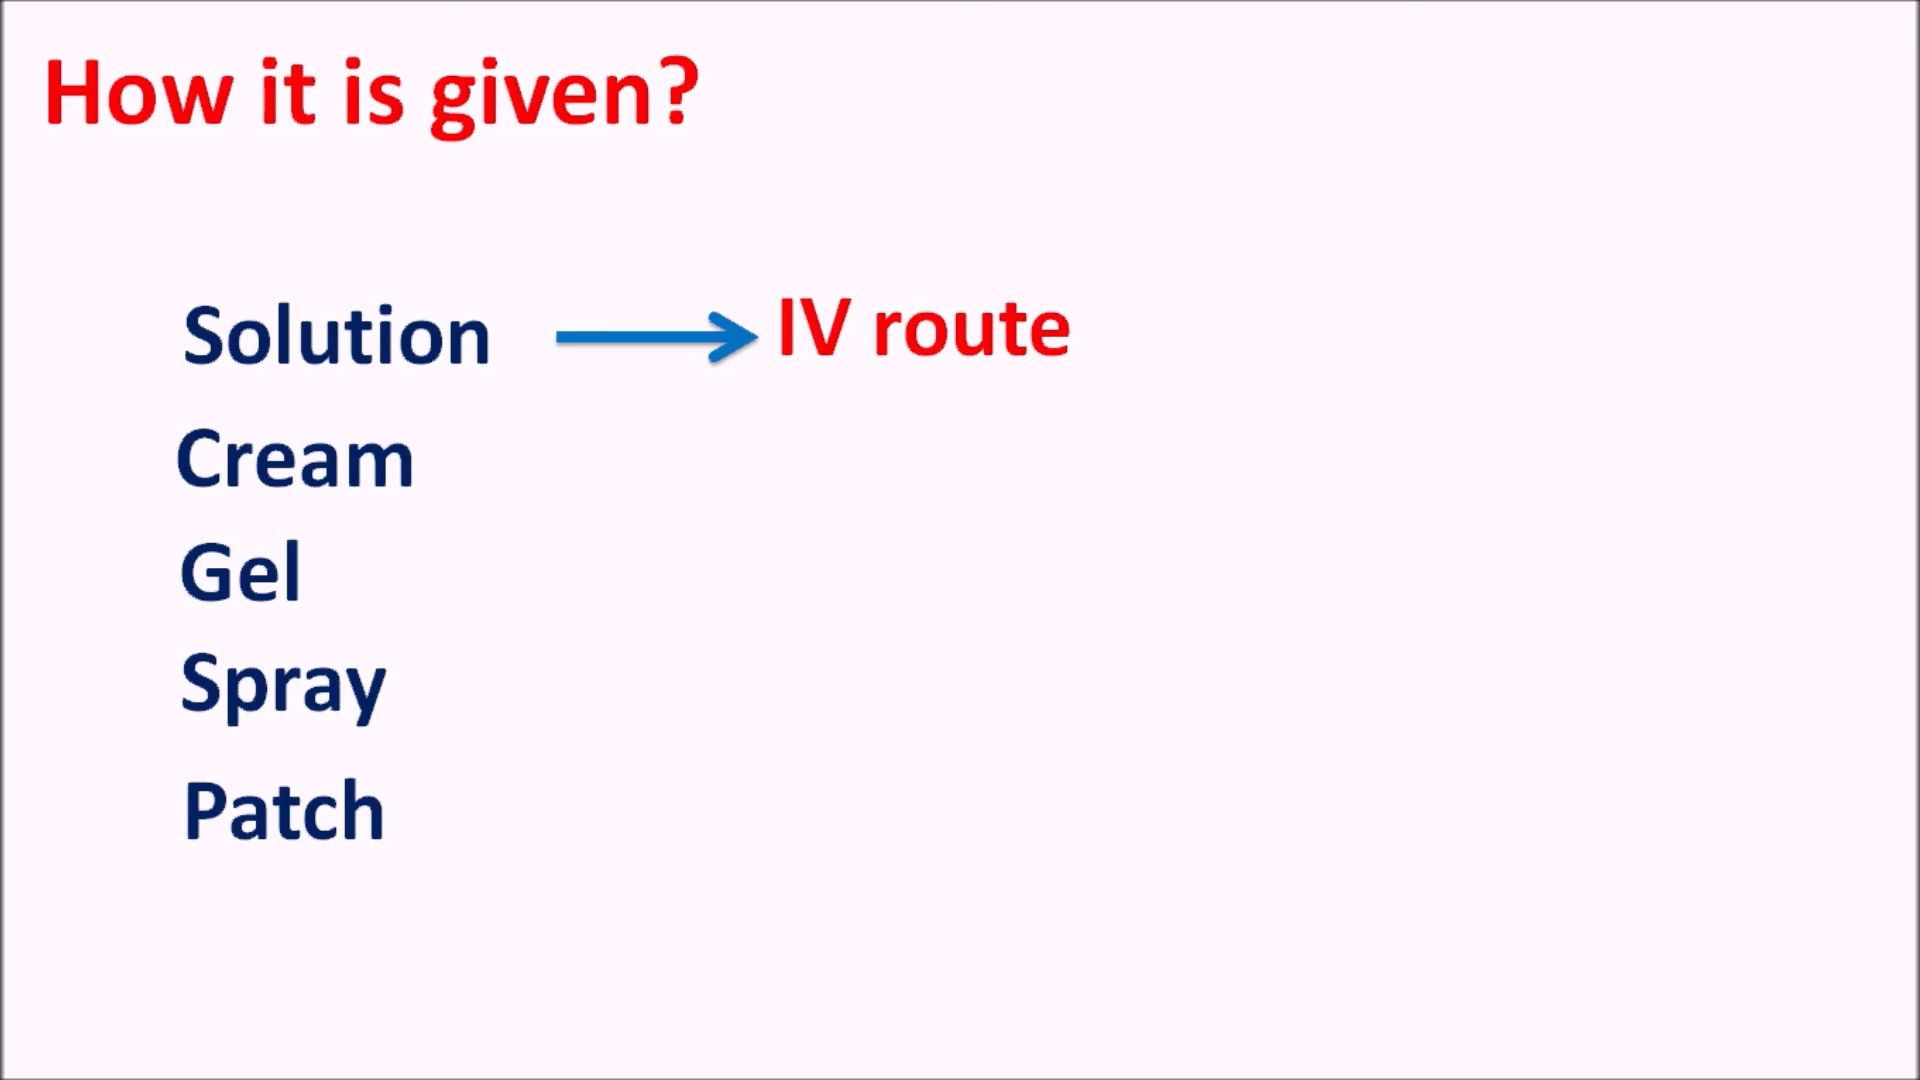 How it is given?
Solution → IV route
Cream
Gel
Spray
Patch